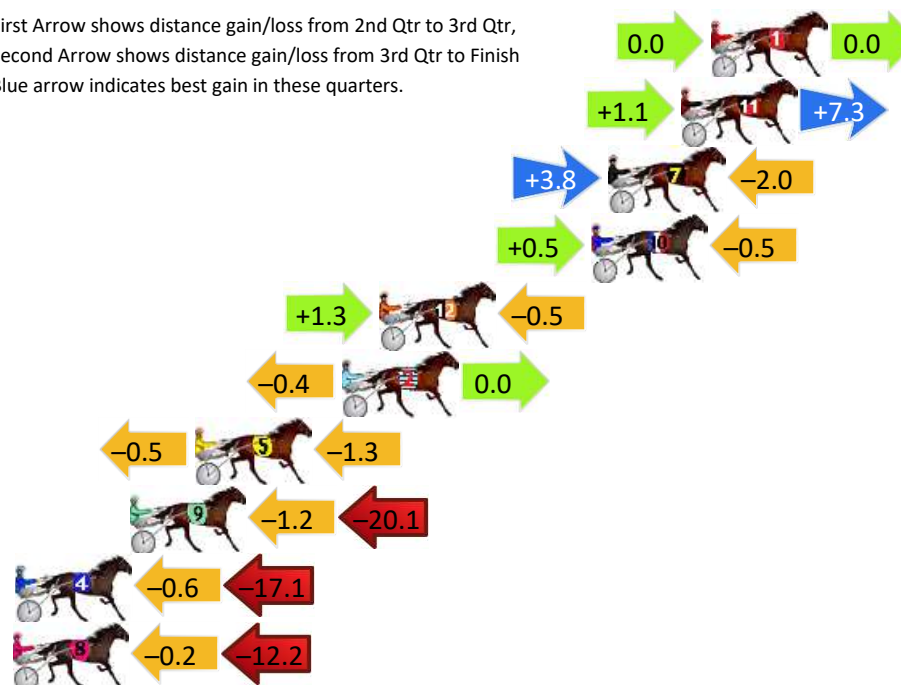 irst Arrow shows distance gain/loss from 2nd Qtr to 3rd Qtr,
econd Arrow shows distance gain/loss from 3rd Qtr to Finish
Blue arrow indicates best gain in these quarters.
0.0 1 0.0
+1.1 11 +7.3
+3.8 7 –2.0
+0.5 10 –0.5
+1.3 12 –0.5
–0.4 2 0.0
–0.5 5 –1.3
9 –1.2 –20.1
4 –0.6 –17.1
8 –0.2 –12.2